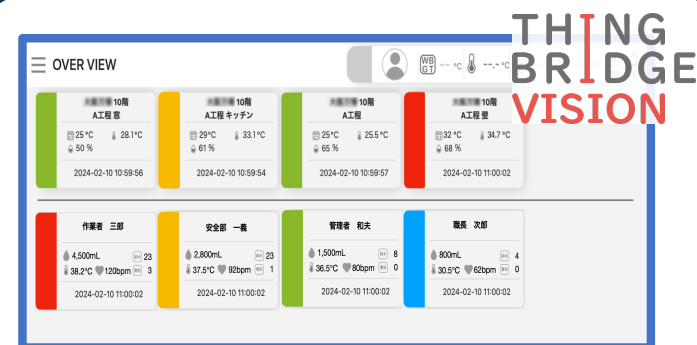 THING
BRIDGE
VISION
OVER VIEW
WB
GT
-- ℃
--.- ℃
10階
A工程 窓
25℃
28.1℃
50 %
2024-02-10 10:59:56
10階
A工程 キッチン
29℃
33.1℃
61 %
2024-02-10 10:59:54
10階
A工程
25℃
25.5℃
65 %
2024-02-10 10:59:57
10階
A工程 壁
32℃
34.7℃
68 %
2024-02-10 11:00:02
作業者 三郎
4,500mL
23
38.2℃
120bpm
3
2024-02-10 11:00:02
安全部 一義
2,800mL
23
37.5℃
92bpm
1
2024-02-10 11:00:02
管理者 和夫
1,500mL
8
36.5℃
80bpm
0
2024-02-10 11:00:02
職長 次郎
800mL
4
30.5℃
62bpm
0
2024-02-10 11:00:02